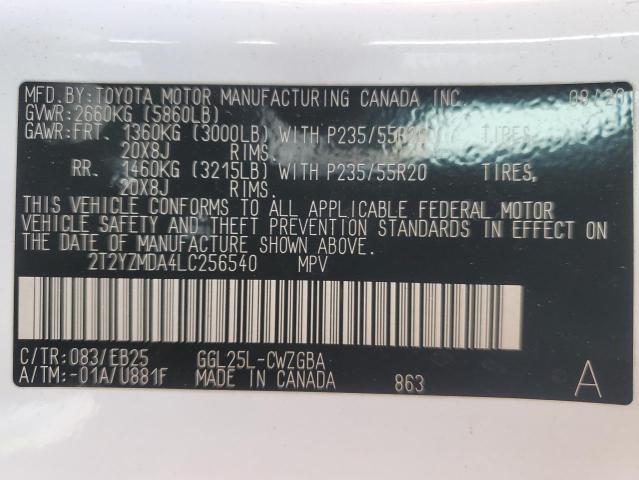 MFD.BY:TOYOTA MOTOR MANUFACTURING CANADA INC. 08/20
GVWR:2660KG (5860LB)
GAWR:FRT. 1360KG (3000LB) WITH P235/55R20 TIRES,
20X8J RIMS.
RR. 1460KG (3215LB) WITH P235/55R20 TIRES,
20X8J RIMS.
THIS VEHICLE CONFORMS TO ALL APPLICABLE FEDERAL MOTOR
VEHICLE SAFETY AND THEFT PREVENTION STANDARDS IN EFFECT ON
THE DATE OF MANUFACTURE SHOWN ABOVE.
2T2YZMDA4LC256540 MPV
C/TR:083/EB25 GGL25L-CWZGBA
A/TM:-01A/U881F MADE IN CANADA 863 A